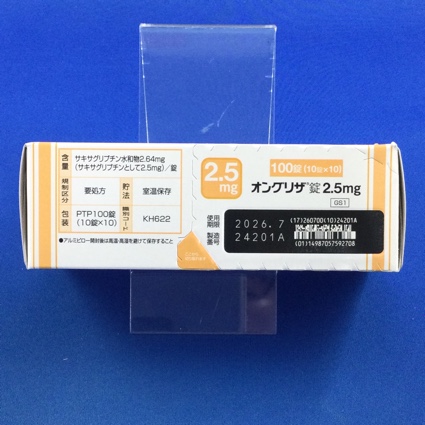 含量
サキサグリプチン水和物2.64mg
(サキサグリプチンとして2.5mg)/錠
規制区分
要処方
貯法
室温保存
包装
PTP100錠
(10錠×10)
識別コード
KH622
●アルミピロー開封後は高温・高湿を避けて保存すること
2.5
mg
100錠(10錠×10)
オングリザ®錠 2.5mg
GS1
使用期限
2026.7
製造番号
24201A
(17)260700(10)24201A
(01)14987057592708